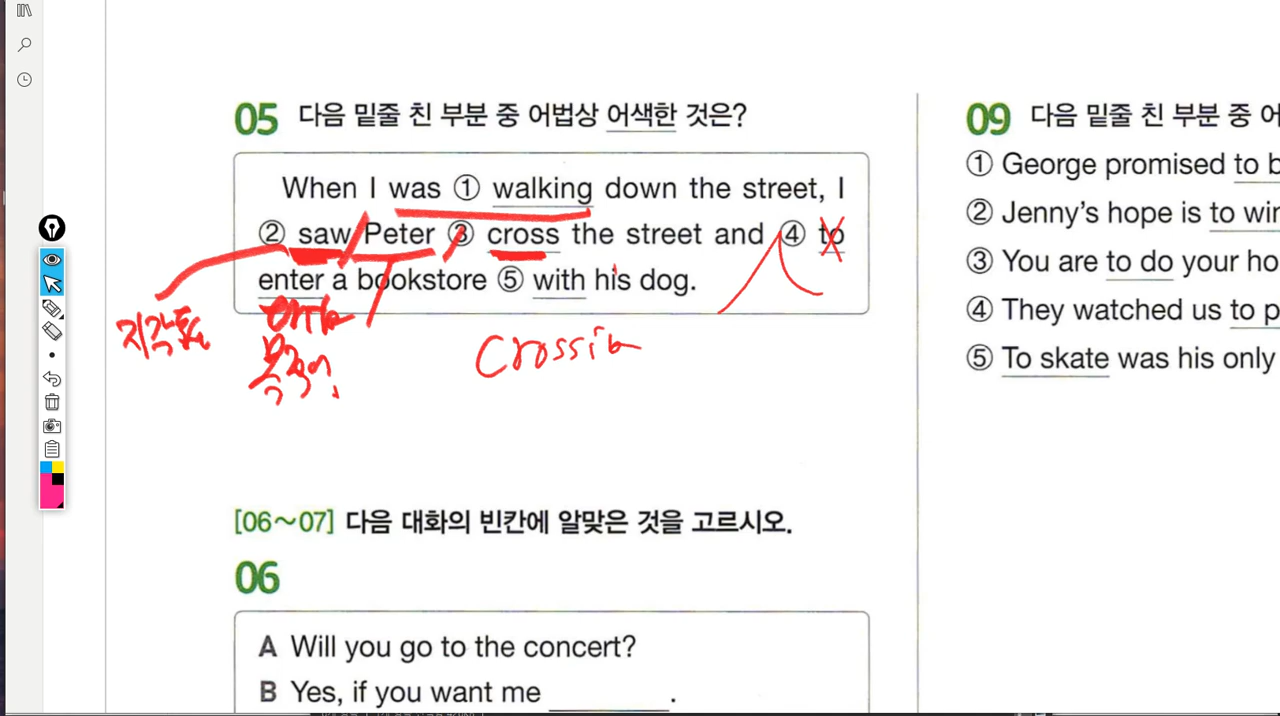 05 다음 밑줄 친 부분 중 어법상 어색한 것은?
When I was ① walking down the street, I
② saw Peter ③ cross the street and ④ to
enter a bookstore ⑤ with his dog.
지각동
목적어
crossin
[06~07] 다음 대화의 빈칸에 알맞은 것을 고르시오.
06
A Will you go to the concert?
B Yes, if you want me ________.
09 다음 밑줄 친 부분 중 어
① George promised to b
② Jenny's hope is to win
③ You are to do your ho
④ They watched us to p
⑤ To skate was his only